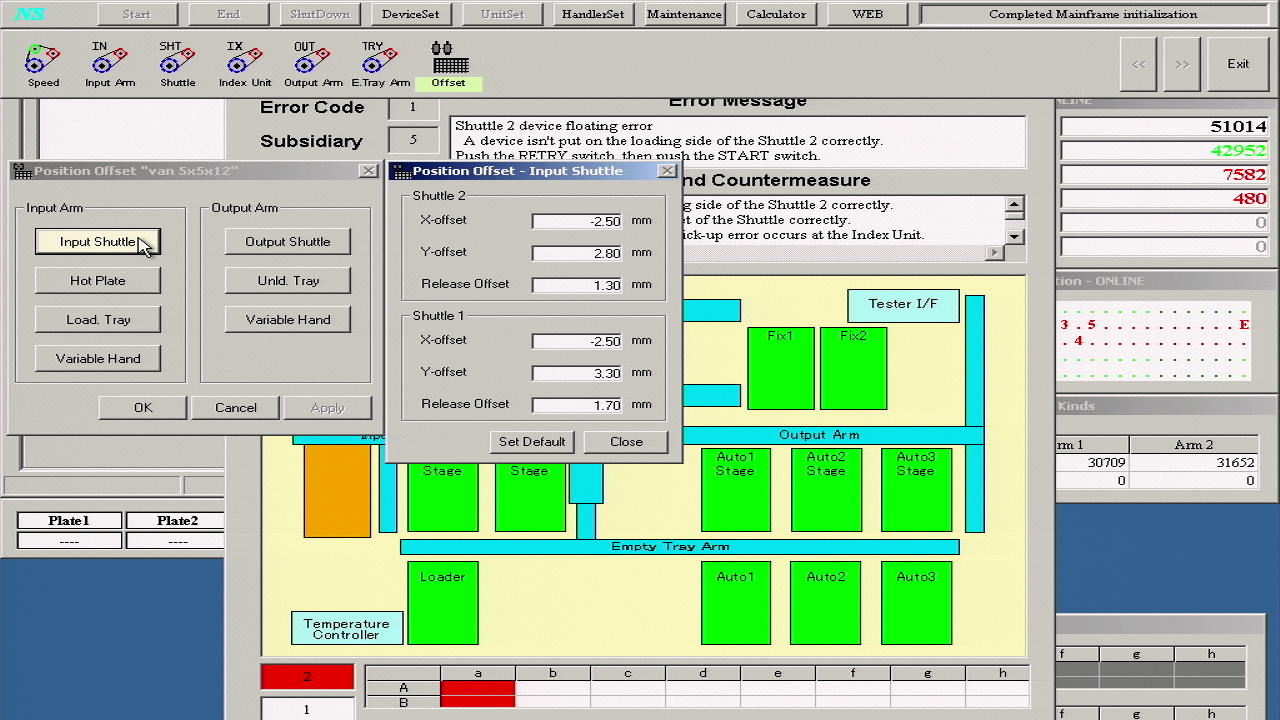 NS Start End ShutDown DeviceSet UnitSet HandlerSet Maintenance Calculator WEB Completed Mainframe initialization
IN SHT IX OUT TRY
Speed Input Arm Shuttle Index Unit Output Arm E.Tray Arm Offset << >> Exit
Error Code 1 Error Message
Subsidiary 5
Shuttle 2 device floating error
A device isn't put on the loading side of the Shuttle 2 correctly.
Push the RETRY switch, then push the START switch.
nd Countermeasure
g side of the Shuttle 2 correctly.
et of the Shuttle correctly.
ick-up error occurs at the Index Unit.
Position Offset "van 5x5x12"
Input Arm
Input Shuttle
Hot Plate
Load. Tray
Variable Hand
Output Arm
Output Shuttle
Unld. Tray
Variable Hand
OK Cancel Apply
Position Offset - Input Shuttle
Shuttle 2
X-offset -2.50 mm
Y-offset 2.80 mm
Release Offset 1.30 mm
Shuttle 1
X-offset -2.50 mm
Y-offset 3.30 mm
Release Offset 1.70 mm
Set Default Close
NLINE
51014
42952
7582
480
0
0
tion - ONLINE
3 . 5 E
. 4
Kinds
rm 1 Arm 2
30709 31652
0 0
Tester I/F
Fix1 Fix2
Output Arm
Stage Stage
Auto1 Stage
Auto2 Stage
Auto3 Stage
Empty Tray Arm
Loader Auto1 Auto2 Auto3
Temperature
Controller
Plate1 Plate2
---- ----
2 a b c d e f g h
A
B
1
f g h
f g h